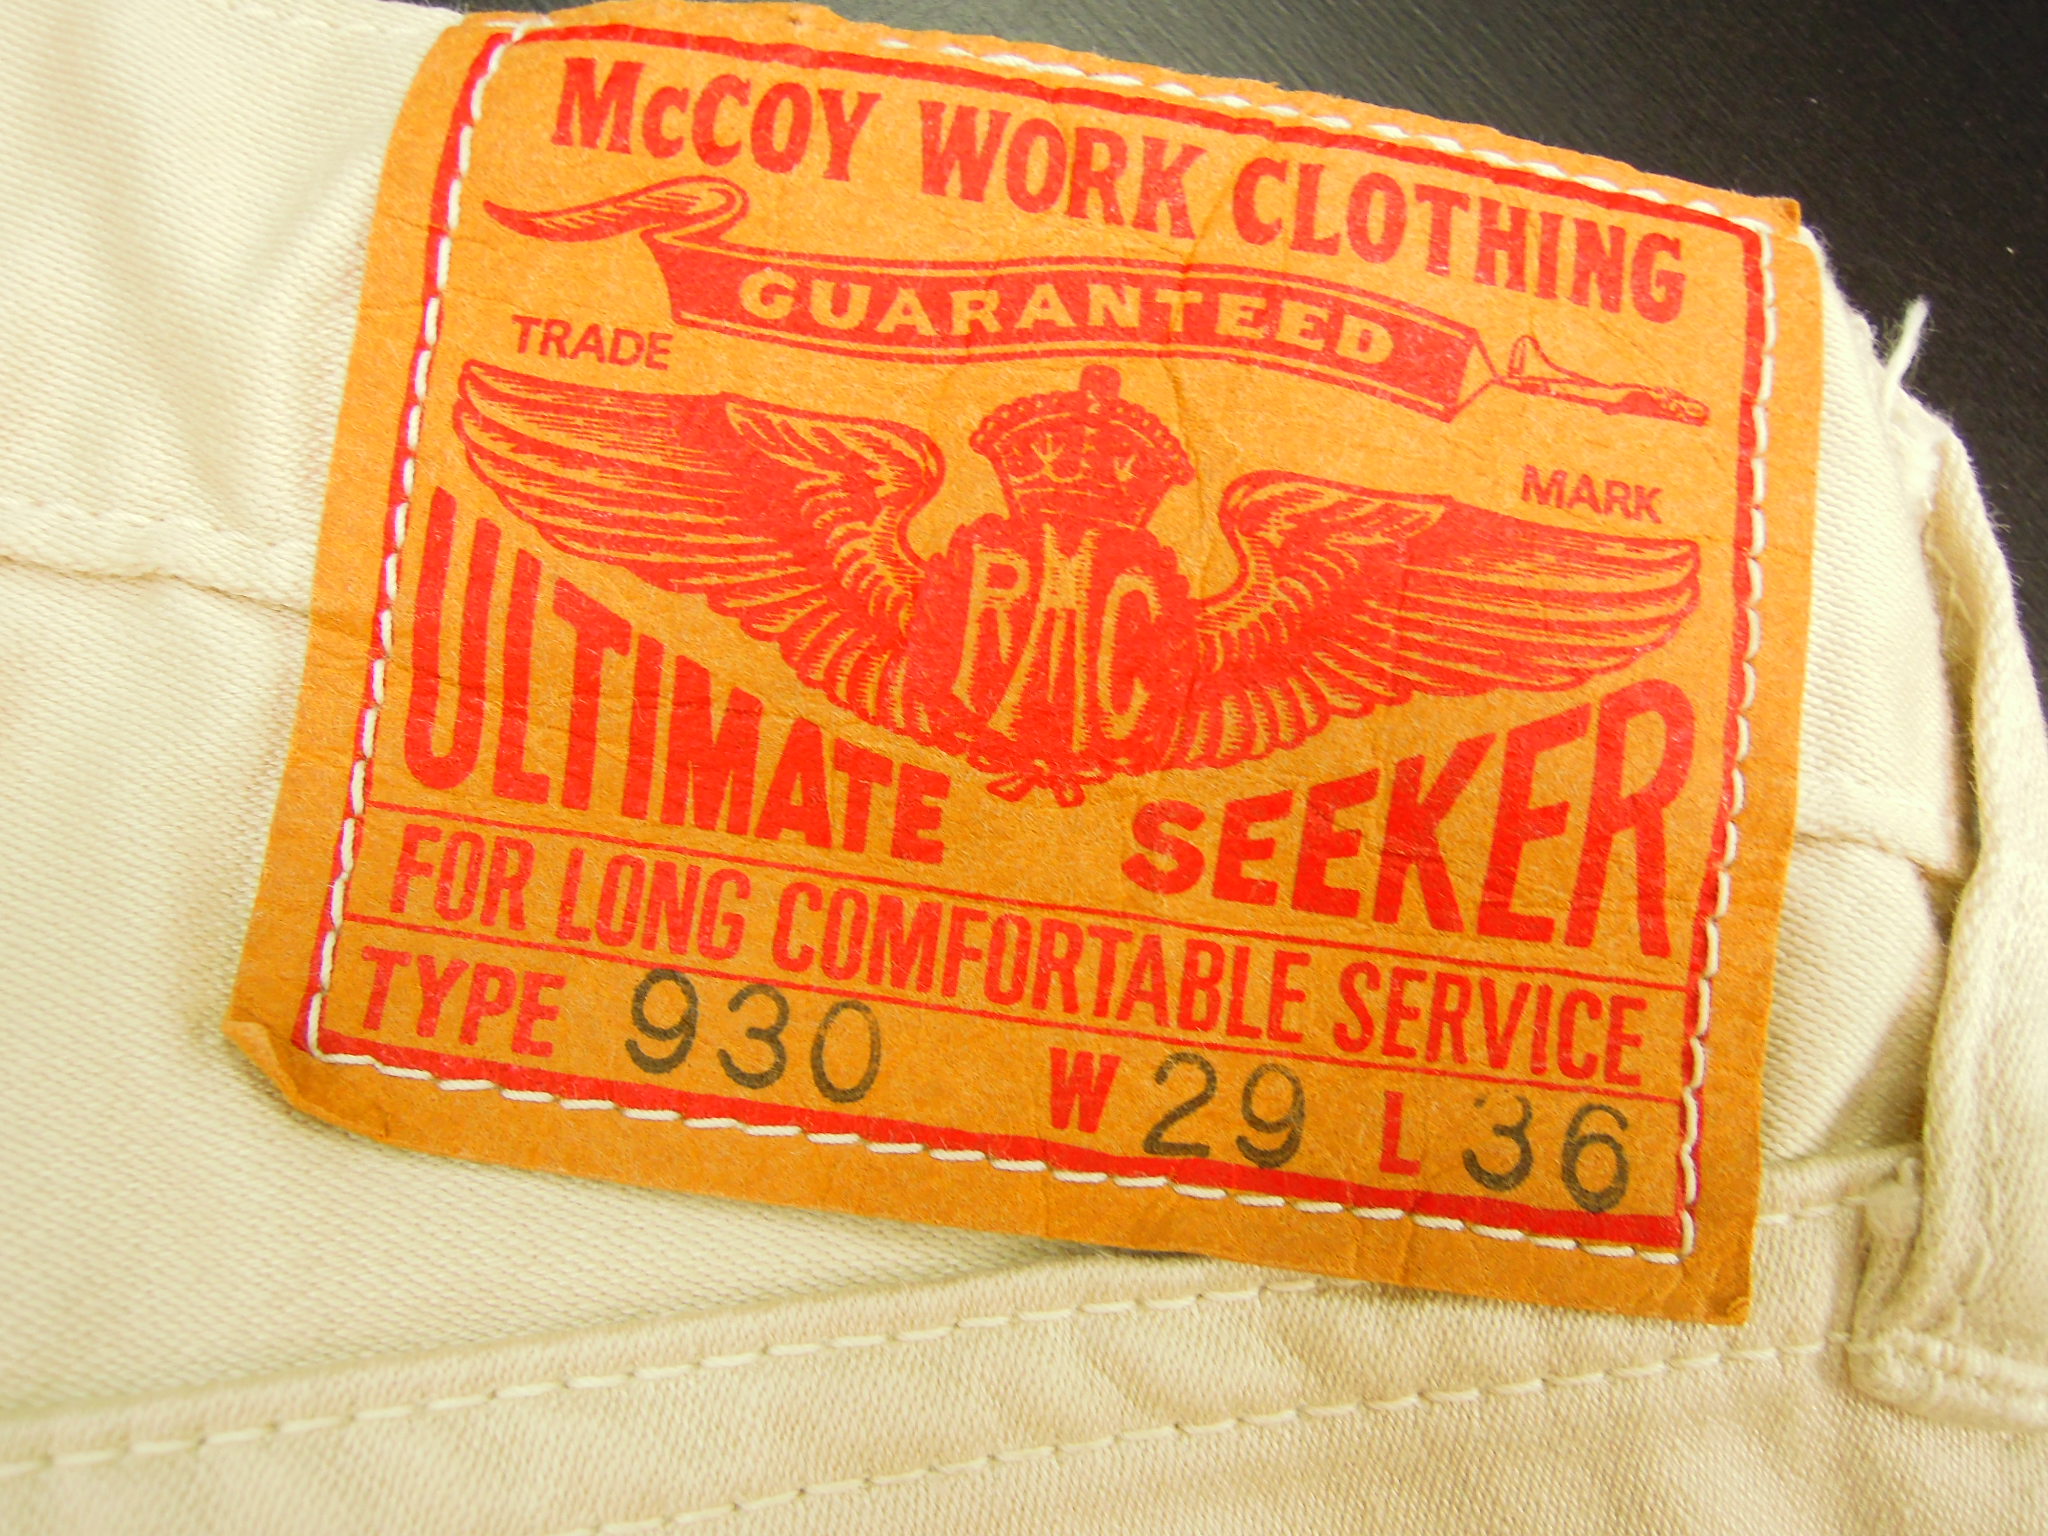 McCOY WORK CLOTHING
GUARANTEED
TRADE MARK
RMC
ULTIMATE SEEKER
FOR LONG COMFORTABLE SERVICE
TYPE 930 W 29 L 36